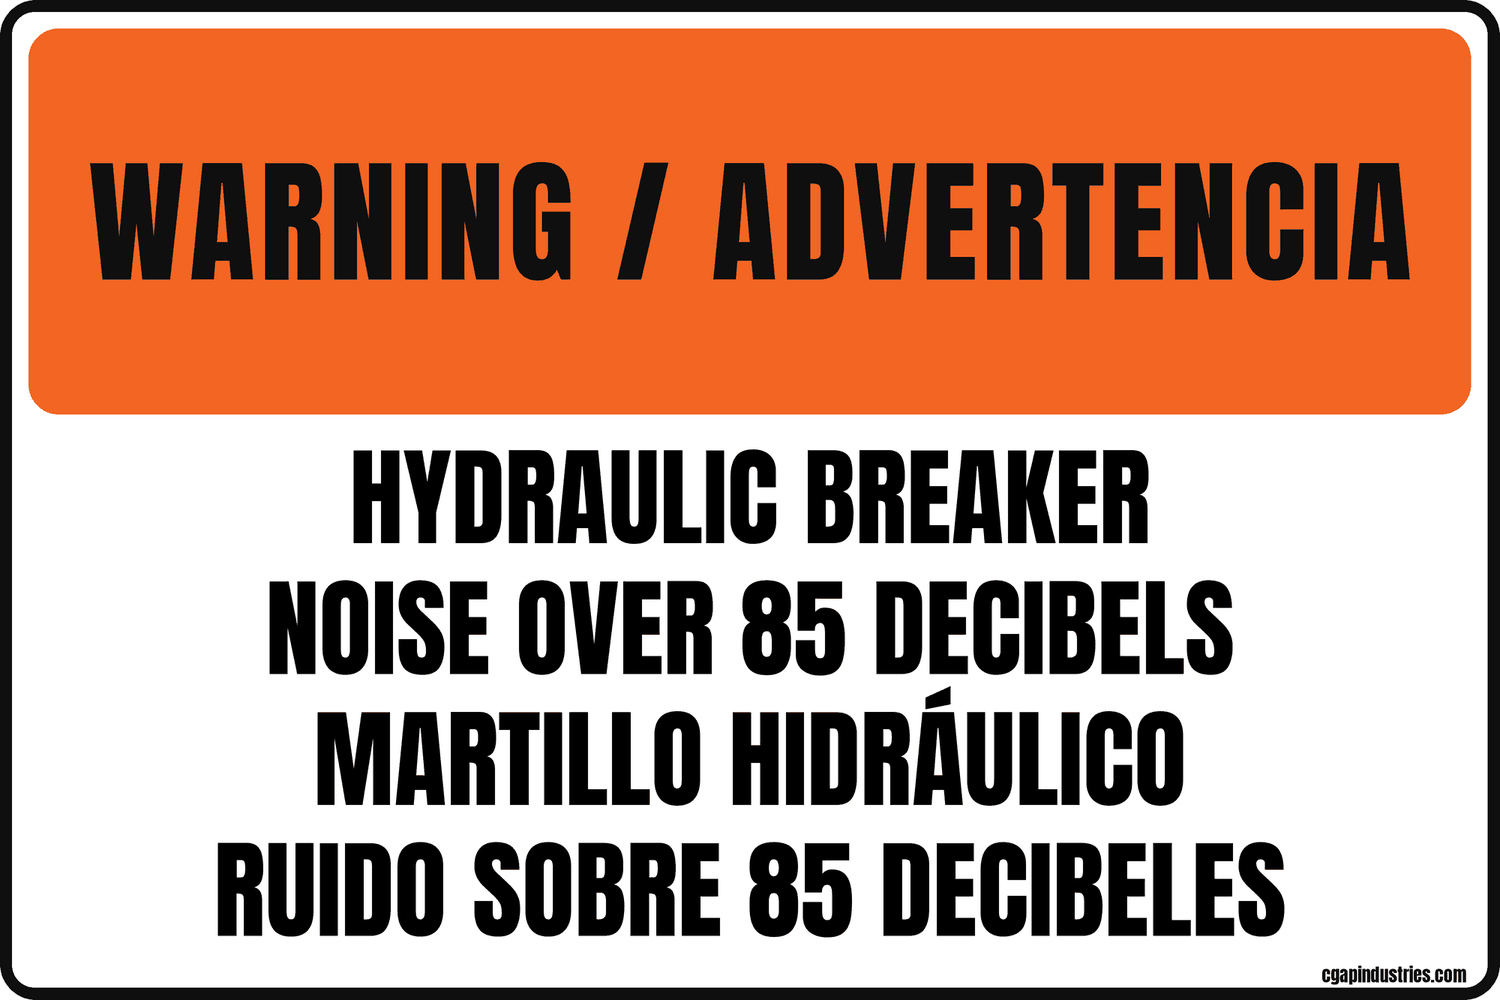 WARNING / ADVERTENCIA
HYDRAULIC BREAKER
NOISE OVER 85 DECIBELS
MARTILLO HIDRÁULICO
RUIDO SOBRE 85 DECIBELES
cgapindustries.com